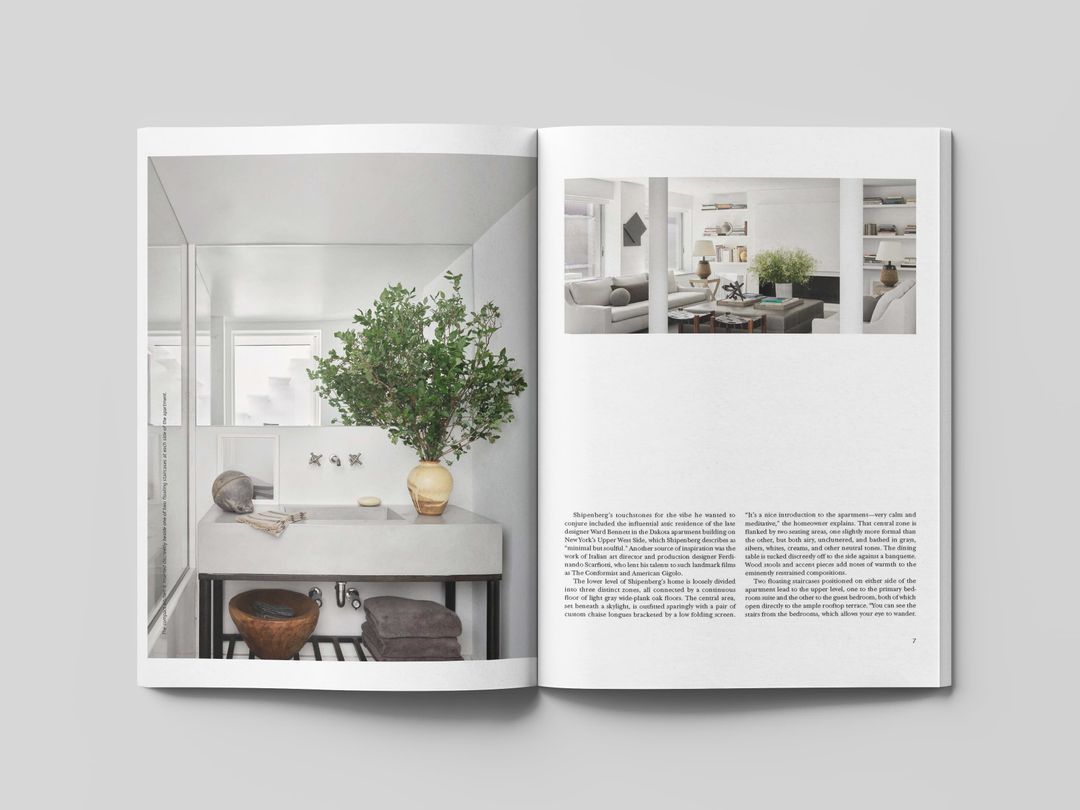 discreetly beside one of two floating staircases at each side of the apartment.
Shipenberg's touchstones for the vibe he wanted to
conjure included the influential attic residence of the late
designer Ward Bennett in the Dakota apartment building on
New York's Upper West Side, which Shipenberg describes as
"minimal but soulful." Another source of inspiration was the
work of Italian art director and production designer Ferdi-
nando Scarfiotti, who lent his talents to such landmark films
as The Conformist and American Gigolo.
The lower level of Shipenberg's home is loosely divided
into three distinct zones, all connected by a continuous
floor of light gray wide-plank oak floors. The central area,
set beneath a skylight, is outfitted sparingly with a pair of
custom chaise longues bracketed by a low folding screen.
"It's a nice introduction to the apartment—very calm and
meditative," the homeowner explains. That central zone is
flanked by two seating areas, one slightly more formal than
the other, but both airy, uncluttered, and bathed in grays,
silvers, whites, creams, and other neutral tones. The dining
table is tucked discreetly off to the side against a banquette.
Wood stools and accent pieces add notes of warmth to the
eminently restrained compositions.
Two floating staircases positioned on either side of the
apartment lead to the upper level, one to the primary bed-
room suite and the other to the guest bedroom, both of which
open directly to the ample rooftop terrace. "You can see the
stairs from the bedrooms, which allows your eye to wander.
7